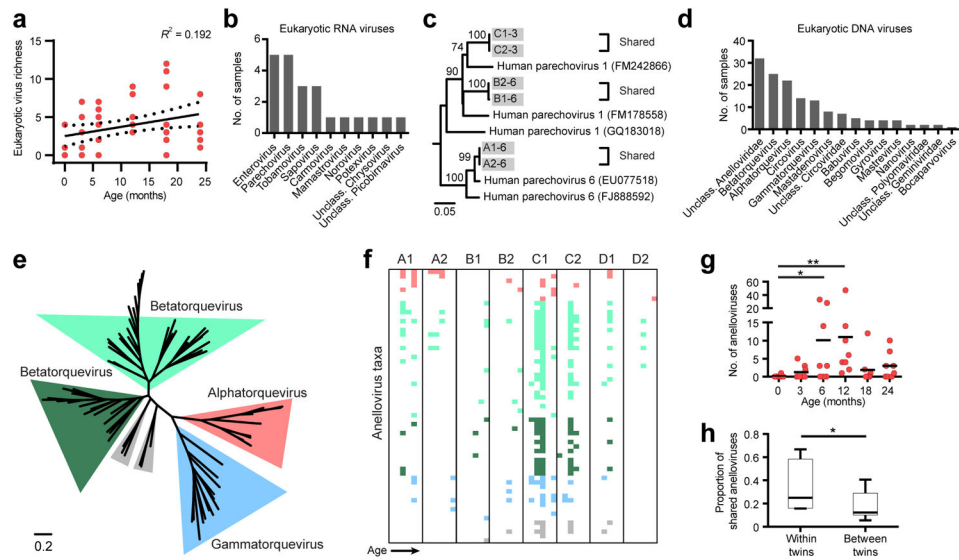 a
R² = 0.192
Eukaryotic virus richness
15
10
5
0
0 5 10 15 20 25
Age (months)
b
Eukaryotic RNA viruses
No. of samples
6
4
2
0
Enterovirus
Parechovirus
Tobamovirus
Sapovirus
Carmovirus
Mamastrovirus
Norovirus
Potexvirus
Unclass. Chrysovirus
Unclass. Picobirnavirus
c
100
C1-3
C2-3
Shared
74
Human parechovirus 1 (FM242866)
90
100
B2-6
B1-6
Shared
Human parechovirus 1 (FM178558)
Human parechovirus 1 (GQ183018)
A1-6
99
A2-6
Shared
100
Human parechovirus 6 (EU077518)
Human parechovirus 6 (FJ888592)
0.05
d
Eukaryotic DNA viruses
No. of samples
40
30
20
10
0
Unclass. Anelloviridae
Betatorquevirus
Alphatorquevirus
Circovirus
Gammatorquevirus
Mastadenovirus
Unclass. Circoviridae
Babuvirus
Begomovirus
Gyrovirus
Mastrevirus
Nanovirus
Unclass. Polyomaviridae
Unclass. Geminiviridae
Bocaparvovirus
e
Betatorquevirus
Betatorquevirus
Alphatorquevirus
Gammatorquevirus
0.2
f
A1 A2 B1 B2 C1 C2 D1 D2
Anellovirus taxa
Age
g
**
*
No. of anelloviruses
60
40
20
15
10
5
0
0 3 6 12 18 24
Age (months)
h
*
Proportion of
shared anelloviruses
0.8
0.6
0.4
0.2
0
Within
twins
Between
twins